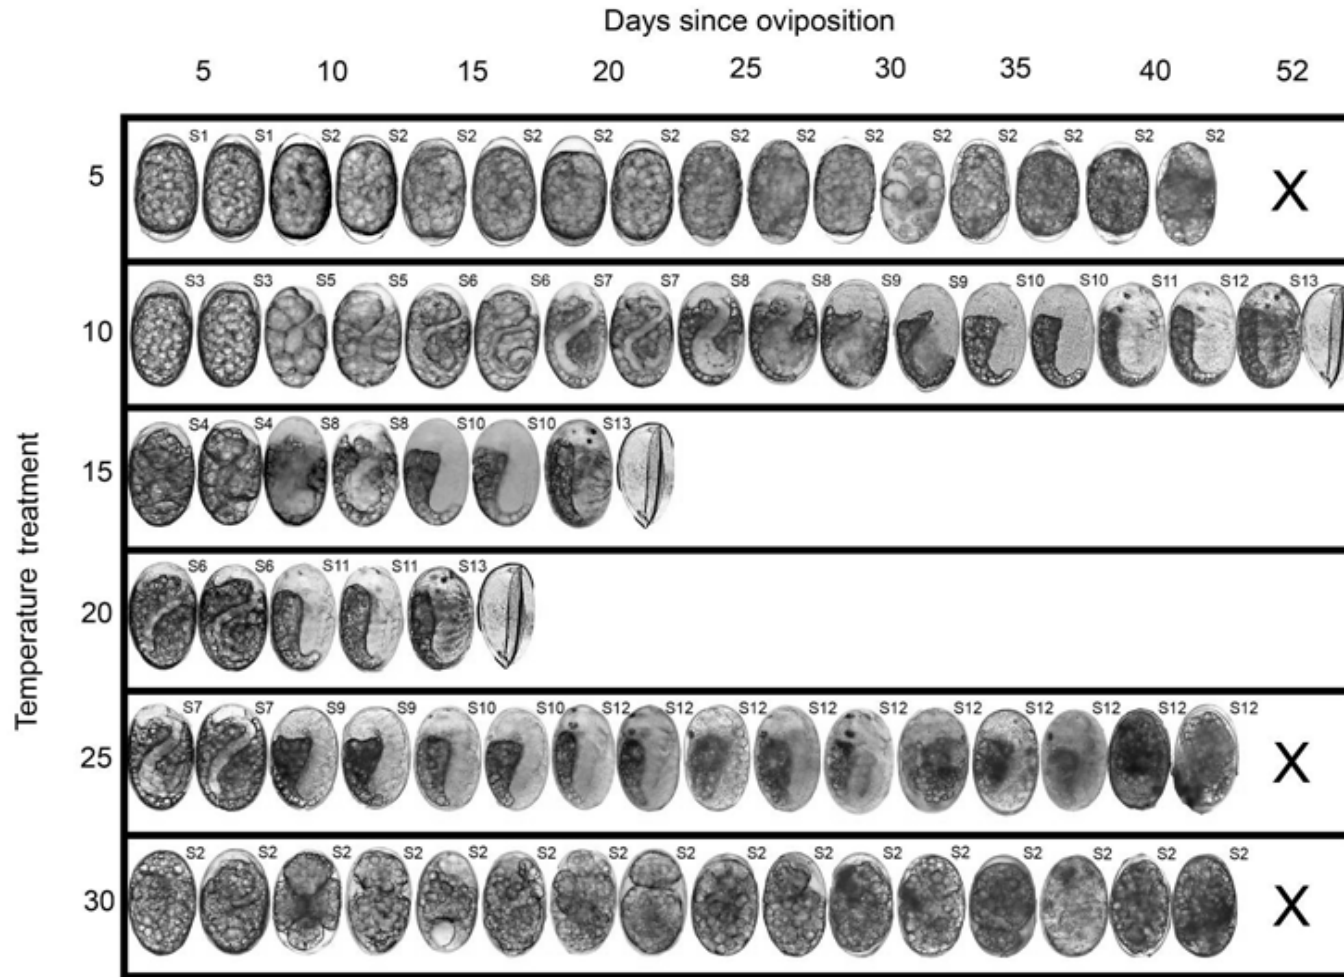 Days since oviposition
5 10 15 20 25 30 35 40 52
Temperature treatment
5 S1 S1 S2 S2 S2 S2 S2 S2 S2 S2 S2 S2 S2 S2 S2 S2 X
10 S3 S3 S5 S5 S6 S6 S7 S7 S8 S8 S9 S9 S10 S10 S11 S12 S13
15 S4 S4 S8 S8 S10 S10 S13
20 S6 S6 S11 S11 S13
25 S7 S7 S9 S9 S10 S10 S12 S12 S12 S12 S12 S12 S12 S12 S12 S12 X
30 S2 S2 S2 S2 S2 S2 S2 S2 S2 S2 S2 S2 S2 S2 S2 S2 X